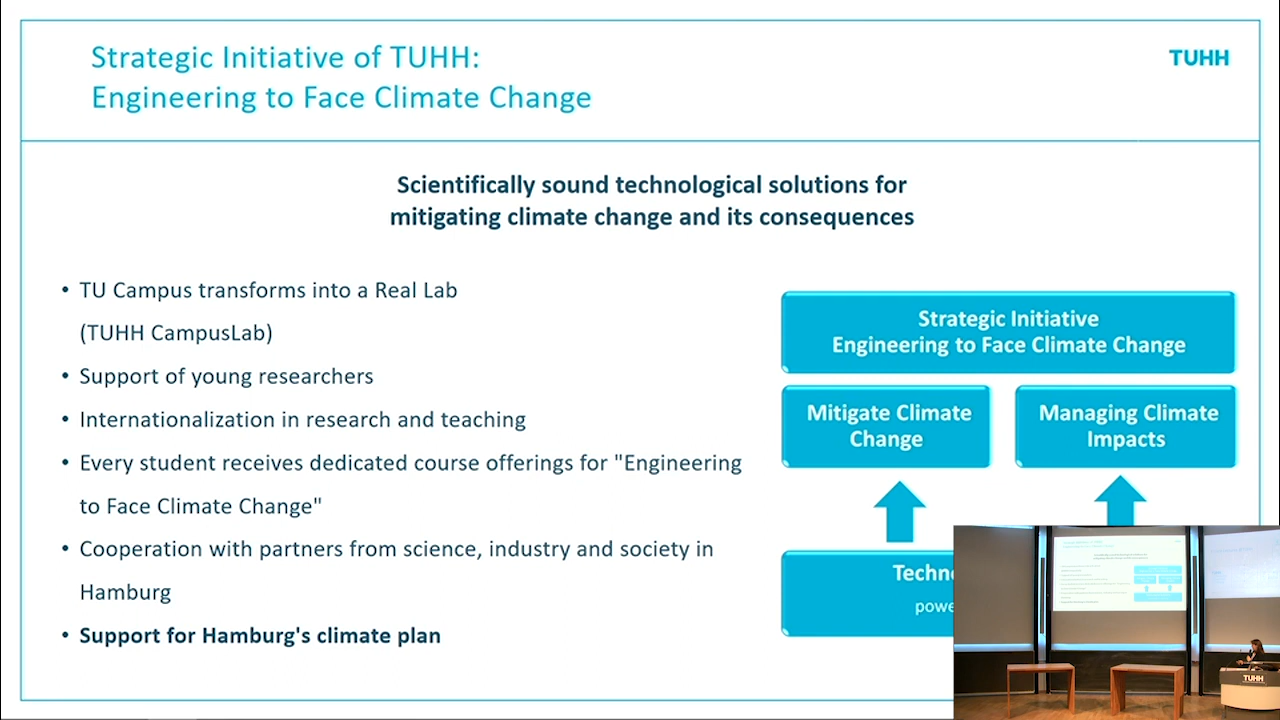 Strategic Initiative of TUHH:
Engineering to Face Climate Change
TUHH
Scientifically sound technological solutions for
mitigating climate change and its consequences
• TU Campus transforms into a Real Lab
(TUHH CampusLab)
• Support of young researchers
• Internationalization in research and teaching
• Every student receives dedicated course offerings for "Engineering
to Face Climate Change"
• Cooperation with partners from science, industry and society in
Hamburg
• Support for Hamburg's climate plan
Strategic Initiative
Engineering to Face Climate Change
Mitigate Climate
Change
Managing Climate
Impacts
TUHH